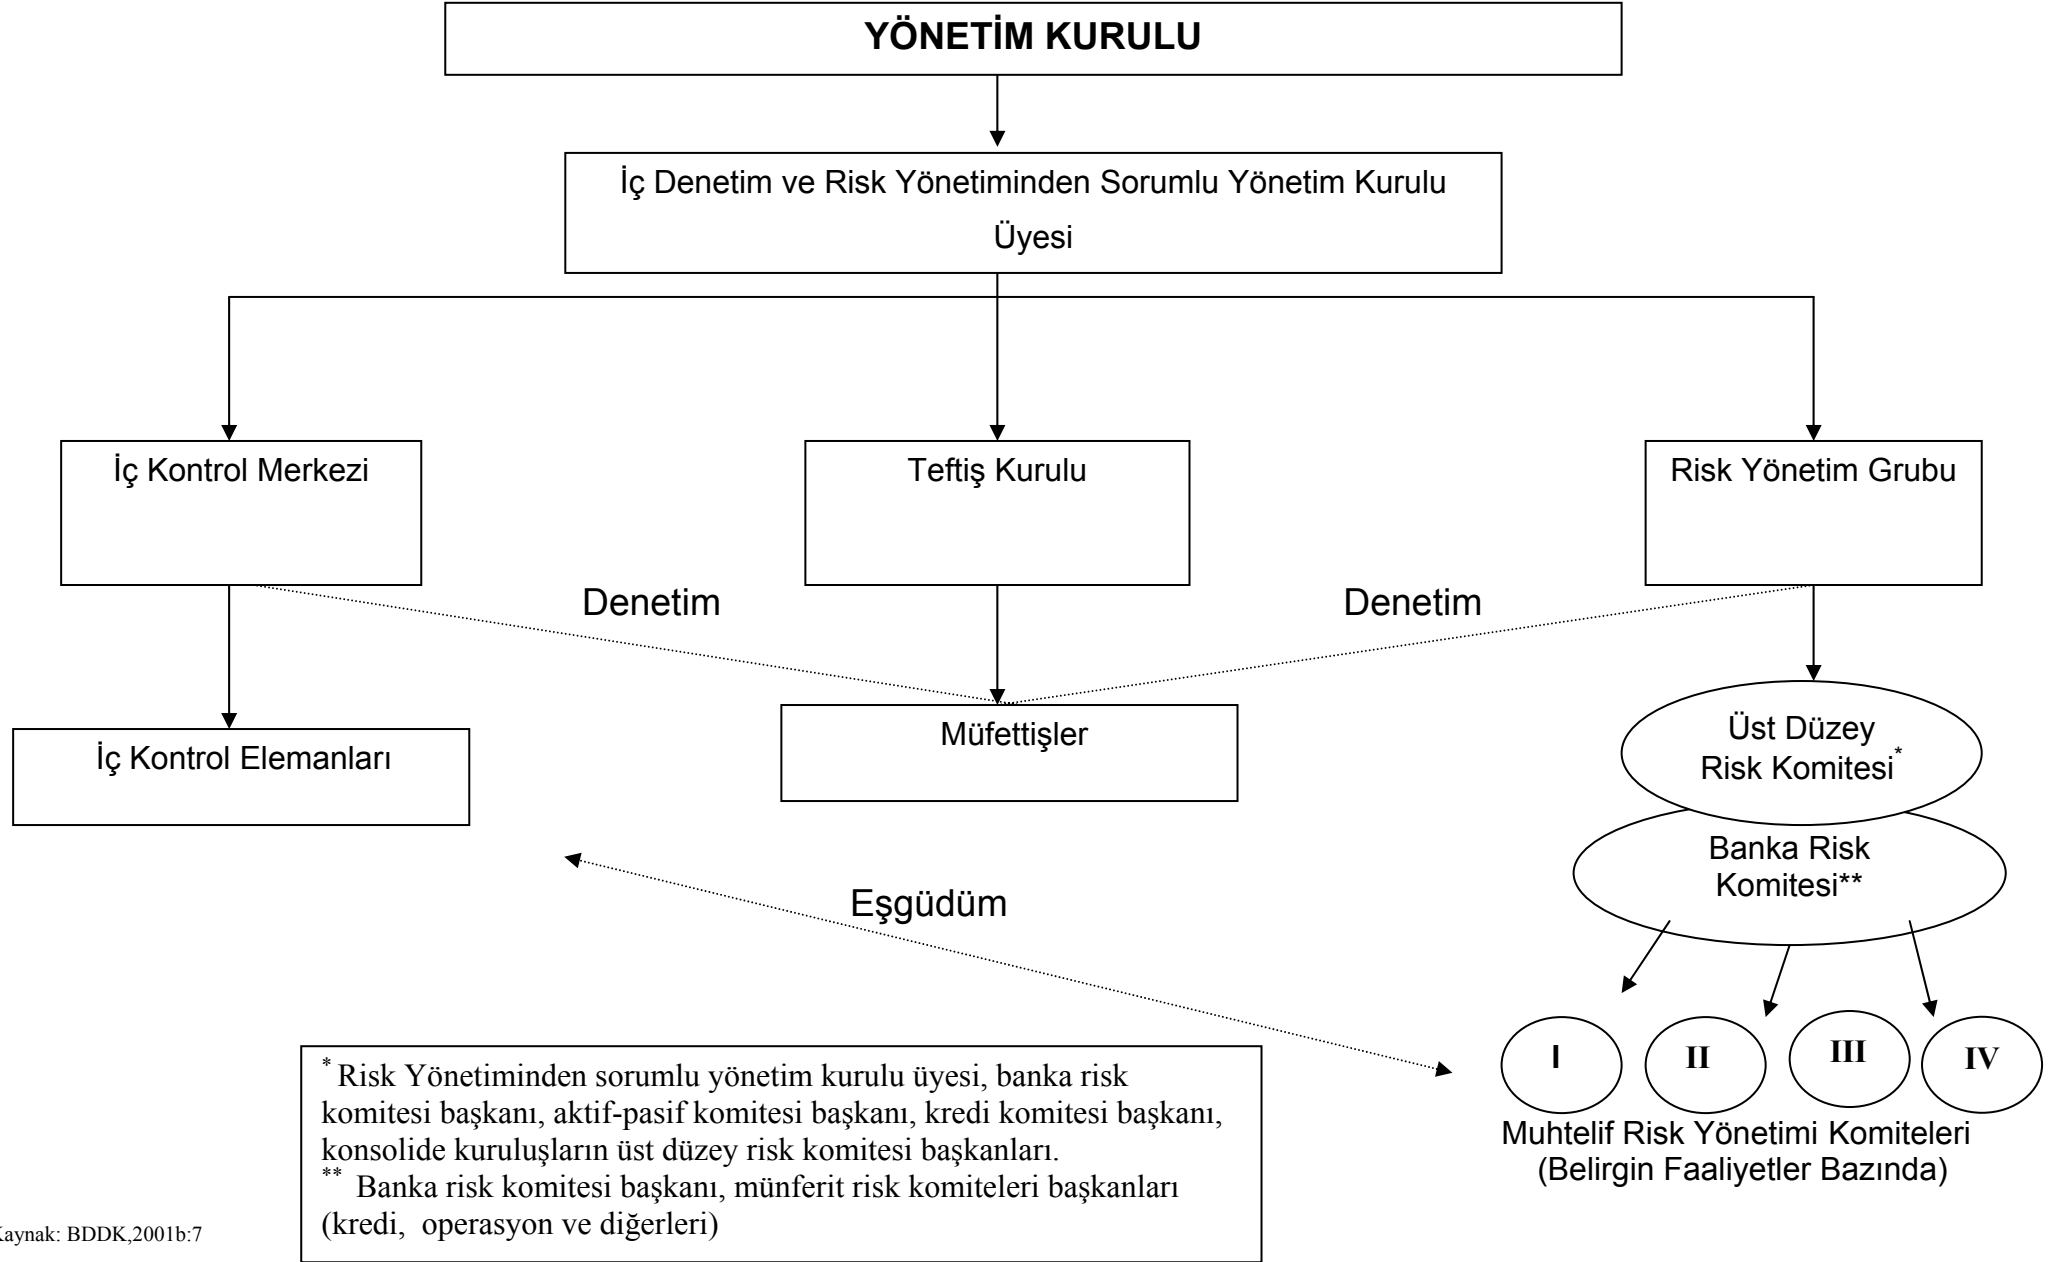 YÖNETİM KURULU
İç Denetim ve Risk Yönetiminden Sorumlu Yönetim Kurulu
Üyesi
İç Kontrol Merkezi
Teftiş Kurulu
Risk Yönetim Grubu
Denetim
Denetim
İç Kontrol Elemanları
Müfettişler
Üst Düzey
Risk Komitesi*
Banka Risk
Komitesi**
Eşgüdüm
I
II
III
IV
Muhtelif Risk Yönetimi Komiteleri
(Belirgin Faaliyetler Bazında)
* Risk Yönetiminden sorumlu yönetim kurulu üyesi, banka risk
komitesi başkanı, aktif-pasif komitesi başkanı, kredi komitesi başkanı,
konsolide kuruluşların üst düzey risk komitesi başkanları.
** Banka risk komitesi başkanı, münferit risk komiteleri başkanları
(kredi, operasyon ve diğerleri)
Kaynak: BDDK,2001b:7